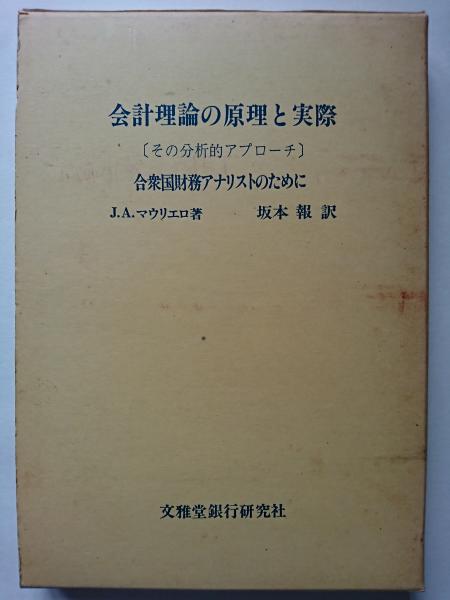 会計理論の原理と実際
〔その分析的アプローチ〕
合衆国財務アナリストのために
J.A.マウリエロ著 坂本 報 訳
文雅堂銀行研究社